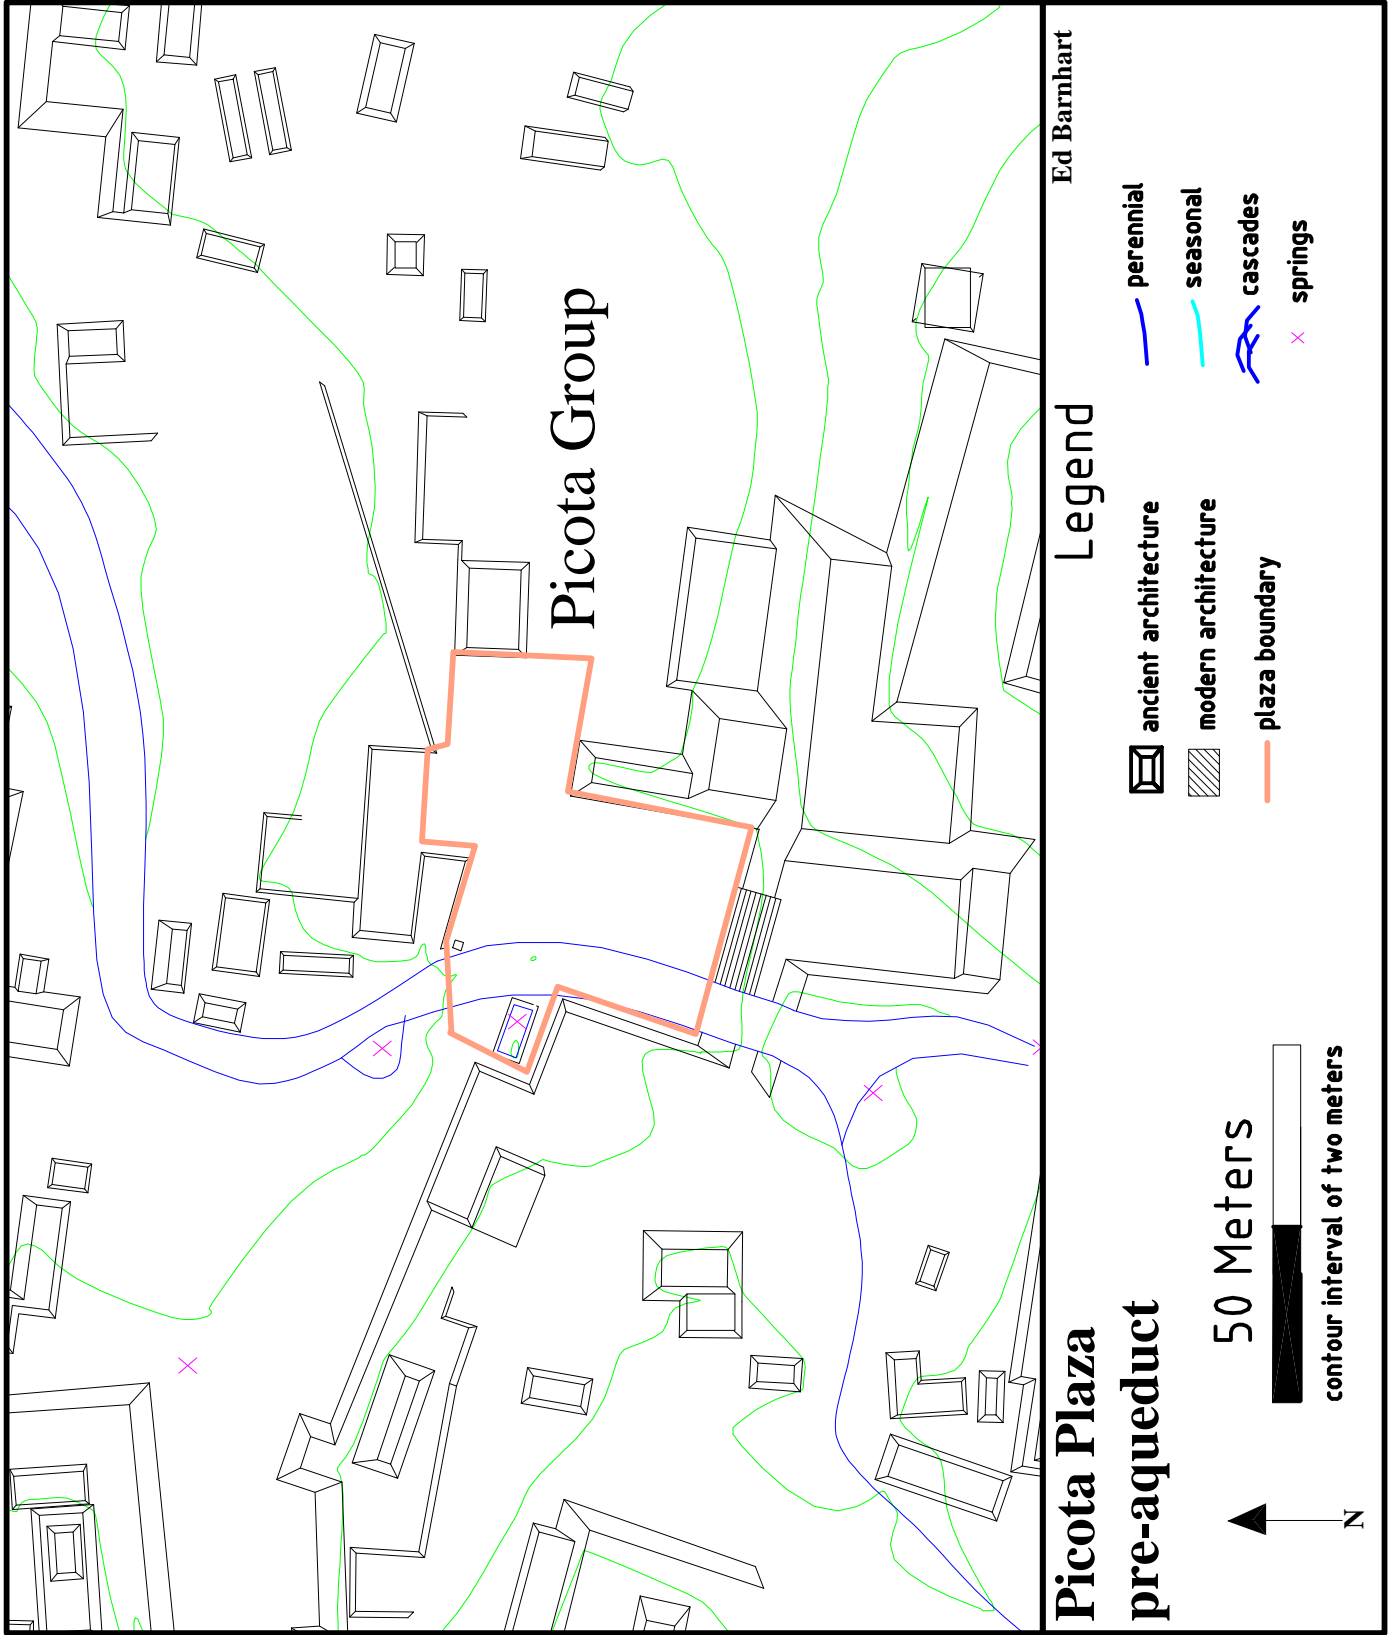 Picota Group
Picota Plaza
pre-aqueduct
Ed Barnhart
Legend
ancient architecture
modern architecture
plaza boundary
perennial
seasonal
cascades
springs
50 Meters
contour interval of two meters
N